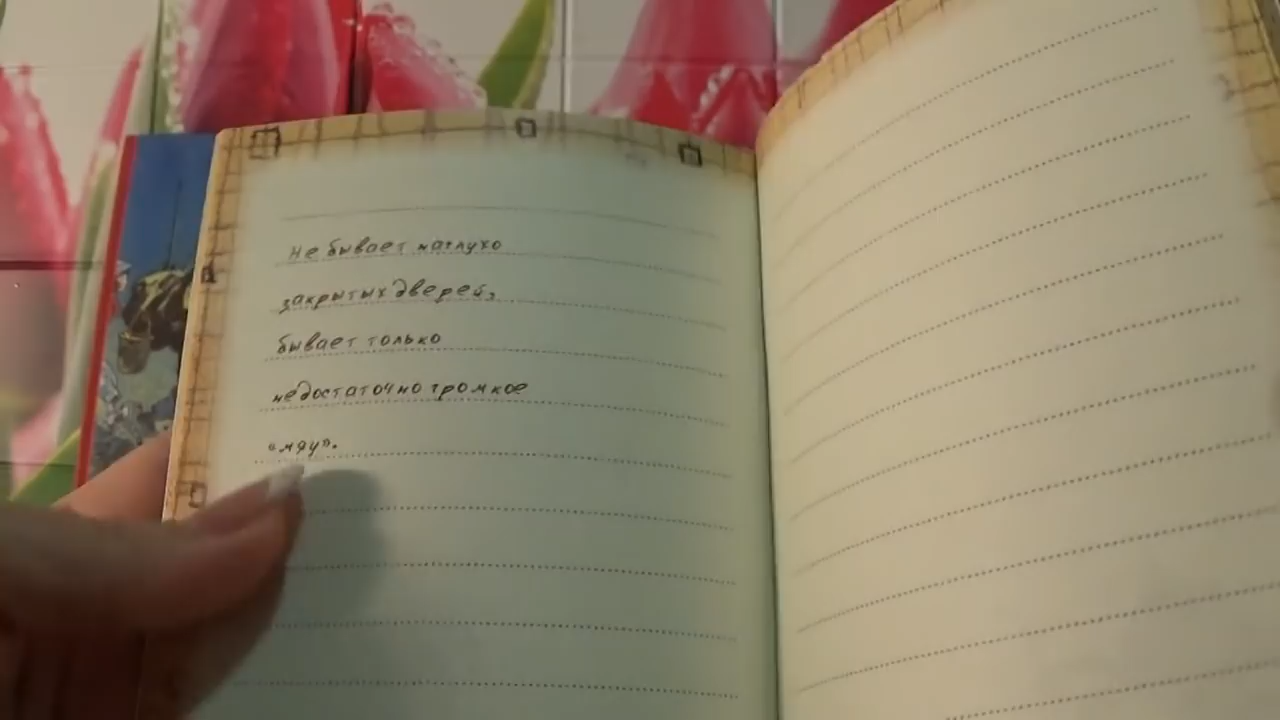 Не бывает наглухо
закрытых дверей,
бывает только
недостаточно громкое
«мяу».